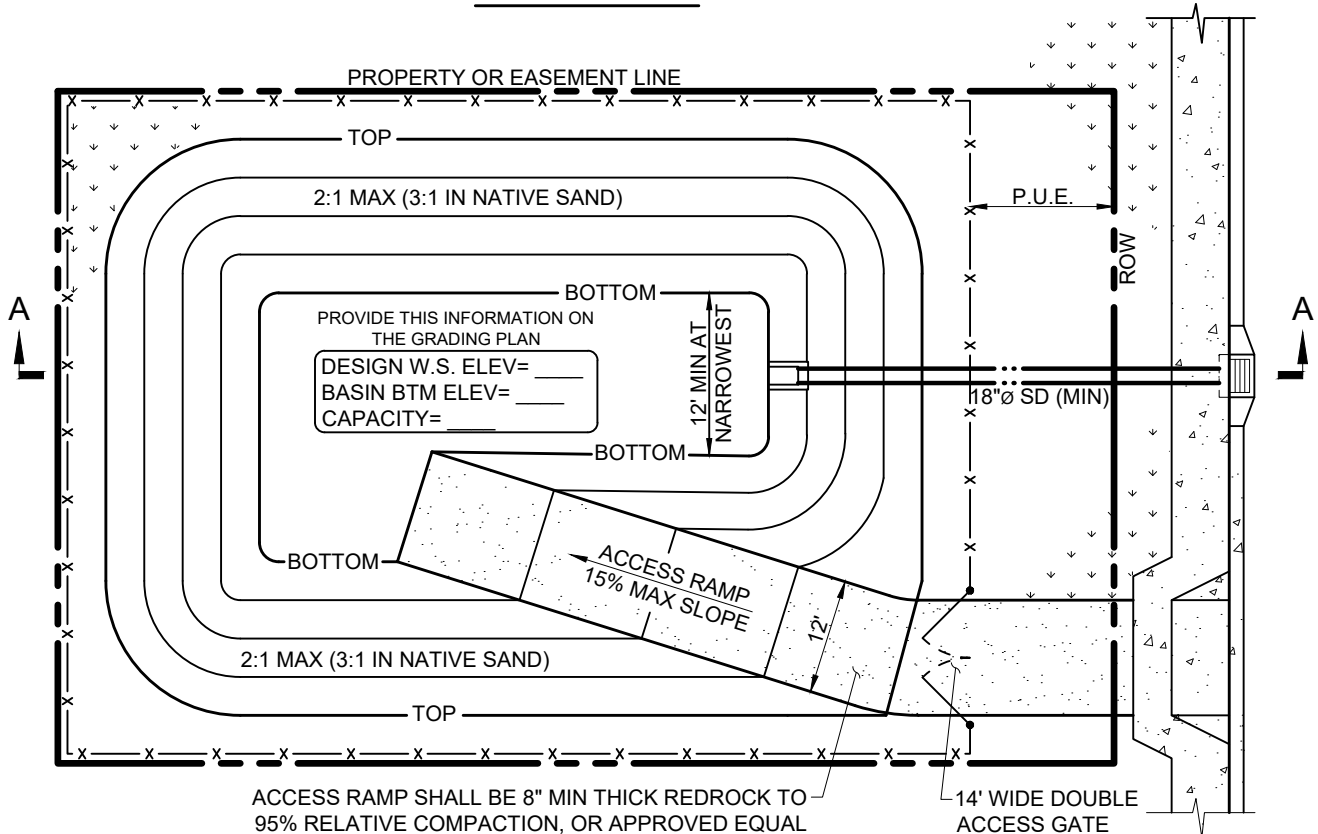 PROPERTY OR EASEMENT LINE
TOP
2:1 MAX (3:1 IN NATIVE SAND)
P.U.E.
ROW
A
A
BOTTOM
PROVIDE THIS INFORMATION ON
THE GRADING PLAN
DESIGN W.S. ELEV= ____
BASIN BTM ELEV= ____
CAPACITY= ____
12' MIN AT
NARROWEST
18"Ø SD (MIN)
BOTTOM
BOTTOM
ACCESS RAMP
15% MAX SLOPE
12'
2:1 MAX (3:1 IN NATIVE SAND)
TOP
ACCESS RAMP SHALL BE 8" MIN THICK REDROCK TO
95% RELATIVE COMPACTION, OR APPROVED EQUAL
14' WIDE DOUBLE
ACCESS GATE